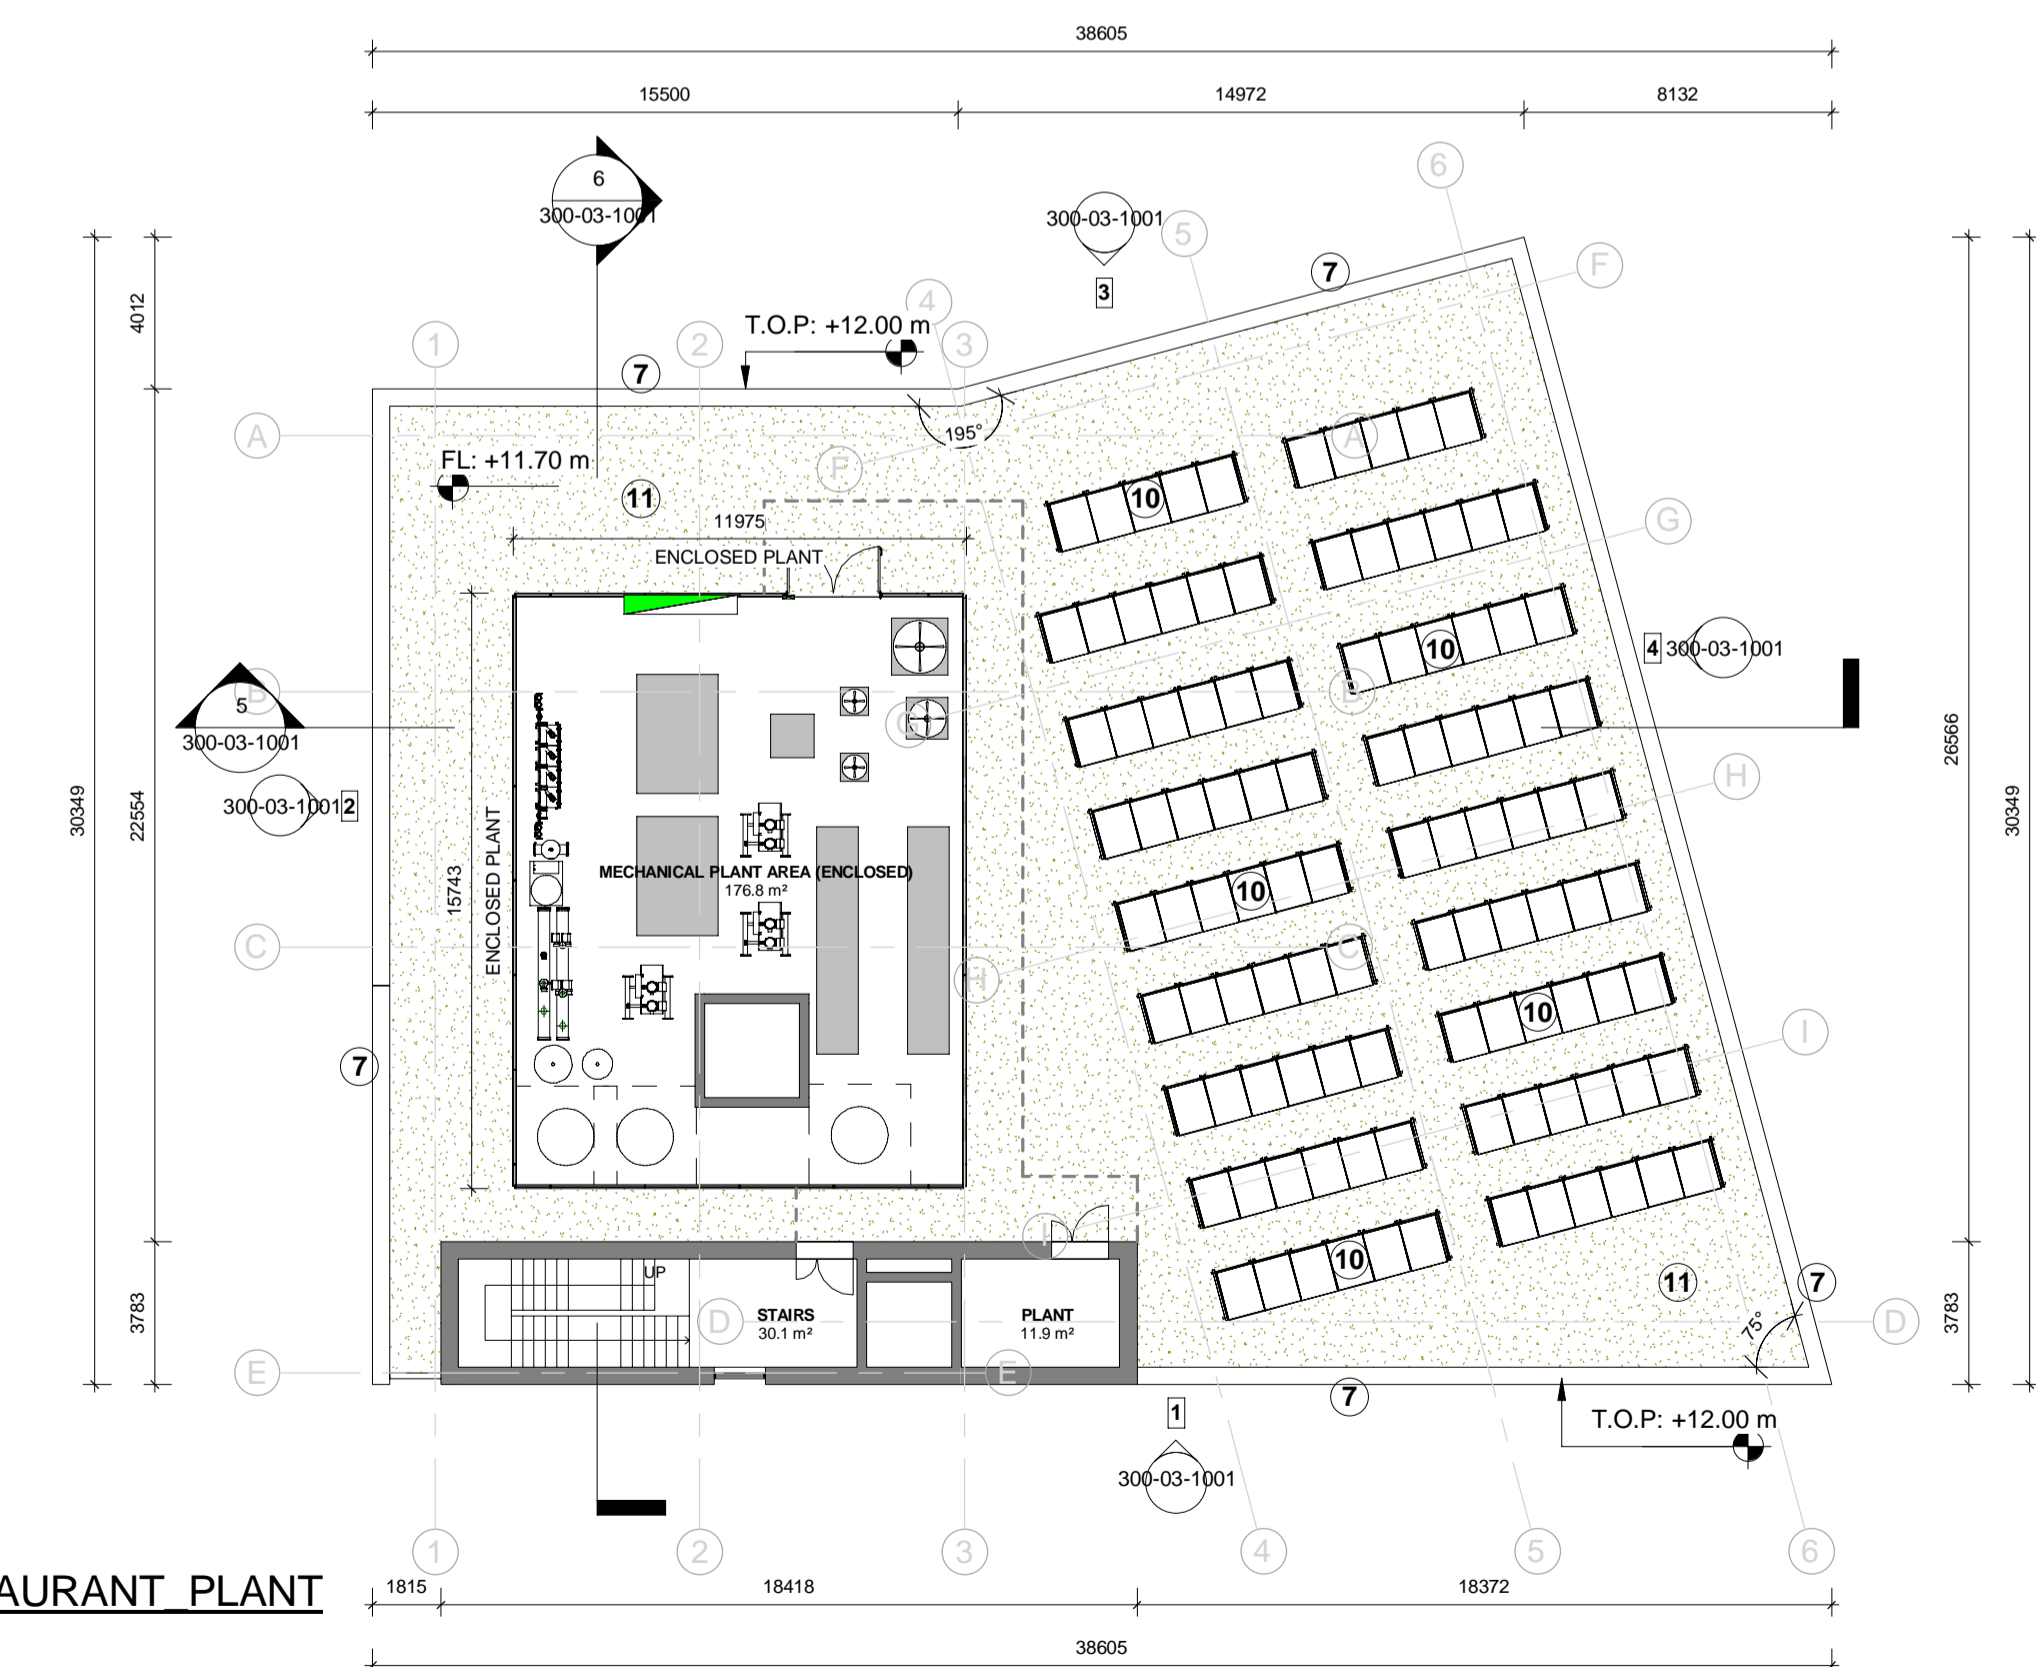 38605
15500 14972 8132
6
300-03-1001
300-03-1001
3
5
6
7
F
4012
4
T.O.P: +12.00 m
1
2
3
7
A
195°
A
FL: +11.70 m
F
11
10
G
11975
ENCLOSED PLANT
10
4
300-03-1001
B
5
300-03-1001
B
G
26566
H
300-03-1001
2
30349
22554
30349
15743
ENCLOSED PLANT
MECHANICAL PLANT AREA (ENCLOSED)
176.8 m²
10
C
C
H
10
I
7
I
10
11
7
UP
STAIRS
30.1 m²
PLANT
11.9 m²
D
D
3783
3783
75°
E
E
7
1
T.O.P: +12.00 m
300-03-1001
1
2
3
4
5
6
AURANT_PLANT
1815 18418 18372
38605